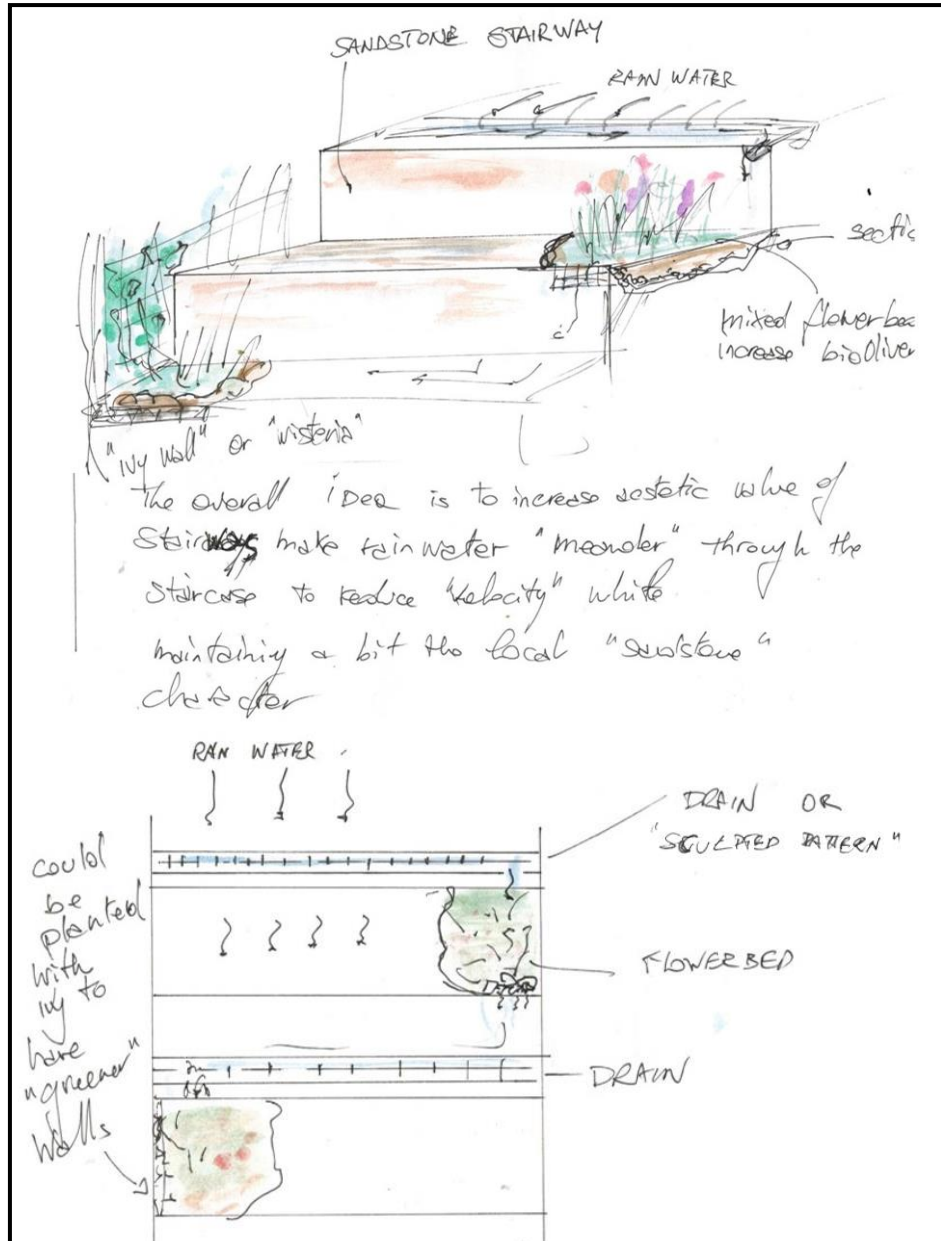 SANDSTONE STAIRWAY
RAIN WATER
sectio
mixed flowerbe
increase biodiver
"ivy wall" or "wisteria"
The overall iDea is to increase aestetic value of
Stairways make rainwater "meander" through the
staircase to reduce "velocity" while
maintaining a bit the local "sandstone"
character
RAIN WATER
DRAIN OR
"SCULPTED PATTERN"
could
be
planted
with
ivy to
have
"greener"
walls
FLOWERBED
DRAIN